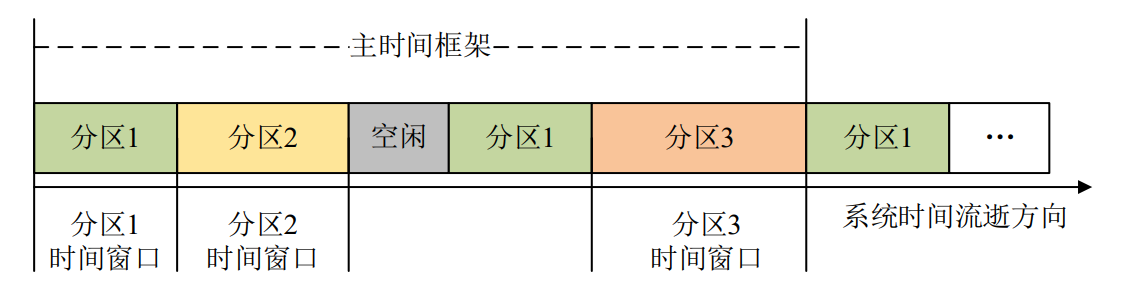 主时间框架
分区1
分区2
空闲
分区1
分区3
分区1
...
分区1
时间窗口
分区2
时间窗口
分区3
时间窗口
系统时间流逝方向